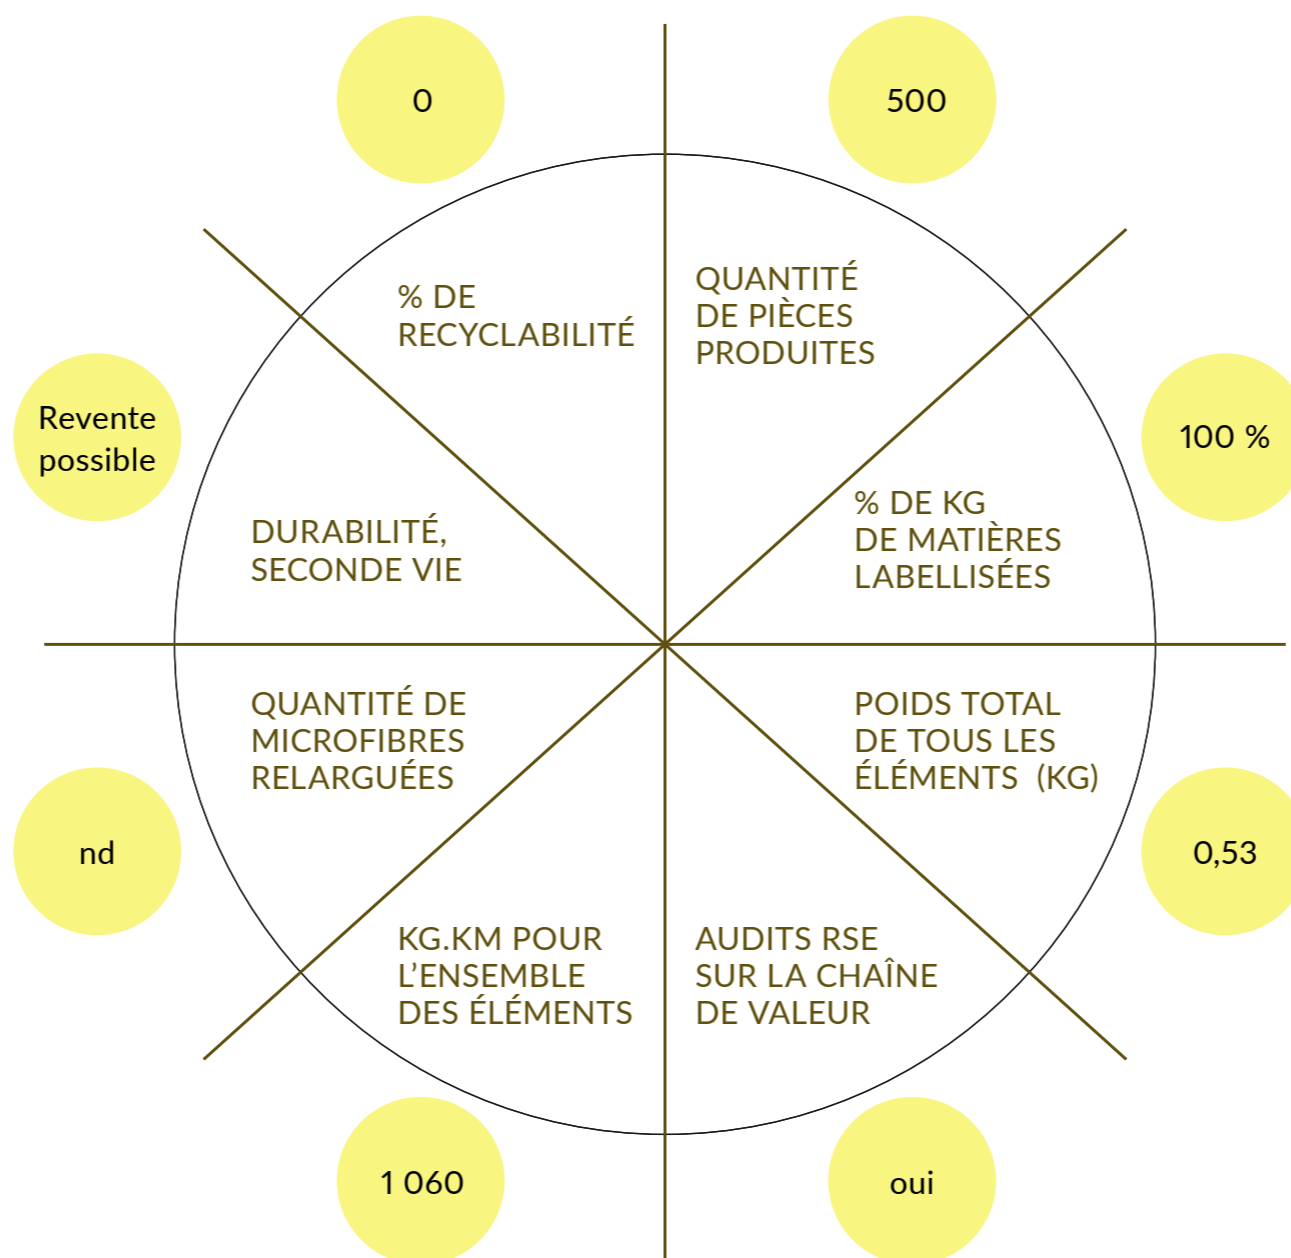 0
500
% DE
RECYCLABILITÉ
QUANTITÉ
DE PIÈCES
PRODUITES
Revente
possible
100 %
DURABILITÉ,
SECONDE VIE
% DE KG
DE MATIÈRES
LABELLISÉES
QUANTITÉ DE
MICROFIBRES
RELARGUÉES
POIDS TOTAL
DE TOUS LES
ÉLÉMENTS (KG)
nd
0,53
KG.KM POUR
L’ENSEMBLE
DES ÉLÉMENTS
AUDITS RSE
SUR LA CHAÎNE
DE VALEUR
1 060
oui